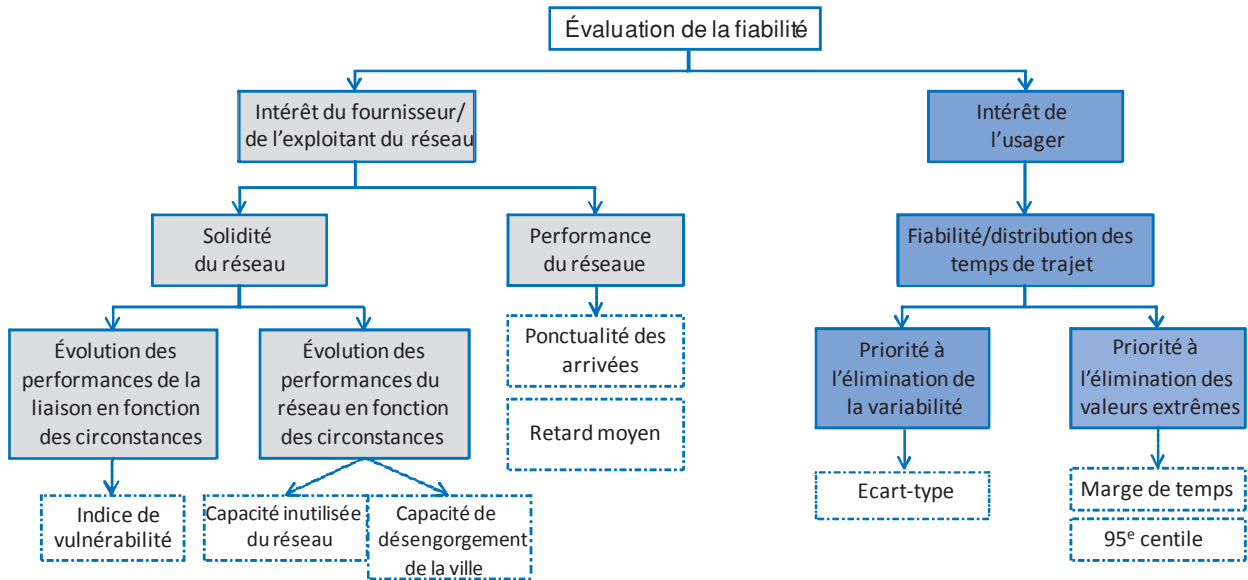 Évaluation de la fiabilité
Intérêt du fournisseur/
de l'exploitant du réseau
Intérêt de
l'usager
Solidité
du réseau
Performance
du réseaue
Fiabilité/distribution des
temps de trajet
Évolution des
performances de la
liaison en fonction
des circonstances
Évolution des
performances du
réseau en fonction
des circonstances
Ponctualité des
arrivées
Retard moyen
Priorité à
l'élimination de
la variabilité
Priorité à
l'élimination des
valeurs extrêmes
Indice de
vulnérabilité
Capacité inutilisée
du réseau
Capacité de
désengorgement
de la ville
Ecart-type
Marge de temps
95e centile